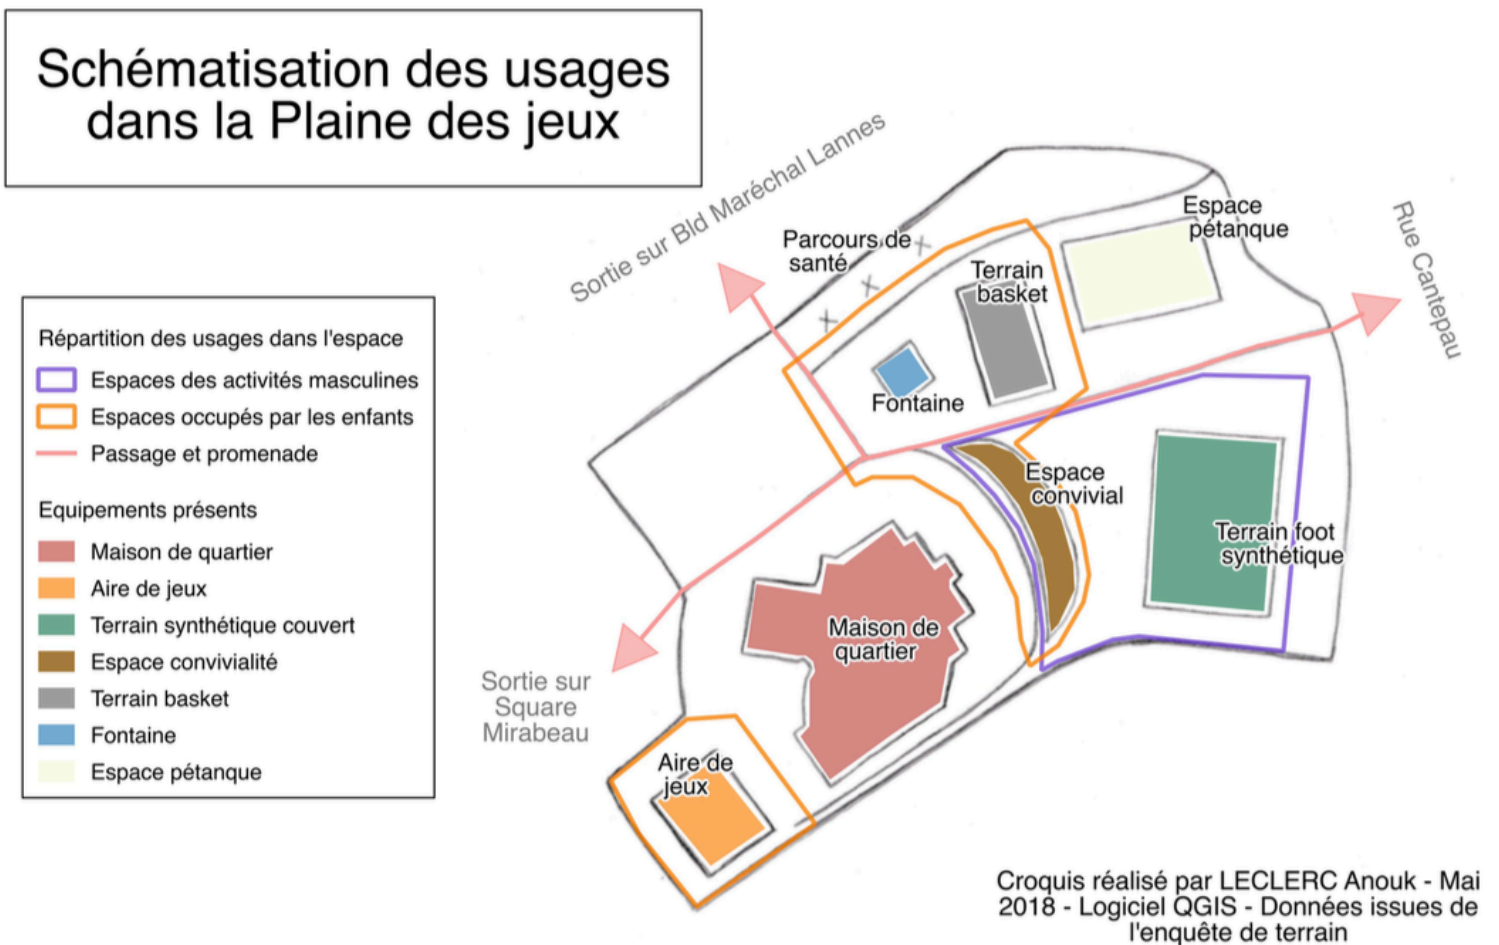 Schématisation des usages
dans la Plaine des jeux
Répartition des usages dans l'espace
Espaces des activités masculines
Espaces occupés par les enfants
Passage et promenade
Equipements présents
Maison de quartier
Aire de jeux
Terrain synthétique couvert
Espace convivialité
Terrain basket
Fontaine
Espace pétanque
Sortie sur Bld Maréchal Lannes
Parcours de
santé
Terrain
basket
Espace
pétanque
Rue Cantepau
Fontaine
Espace
convivial
Terrain foot
synthétique
Maison de
quartier
Sortie sur
Square
Mirabeau
Aire de
jeux
Croquis réalisé par LECLERC Anouk - Mai
2018 - Logiciel QGIS - Données issues de
l'enquête de terrain